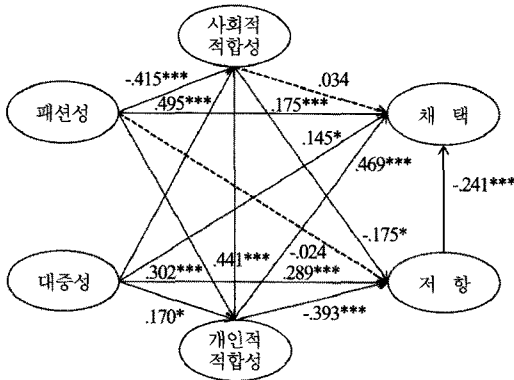 사회적
적합성
-.415***
.034
패션성
.495***
.175***
채 택
.145*
.469***
-.241***
-.175*
.441***
-.024
대중성
.302***
.289***
저 항
.170*
-.393***
개인적
적합성